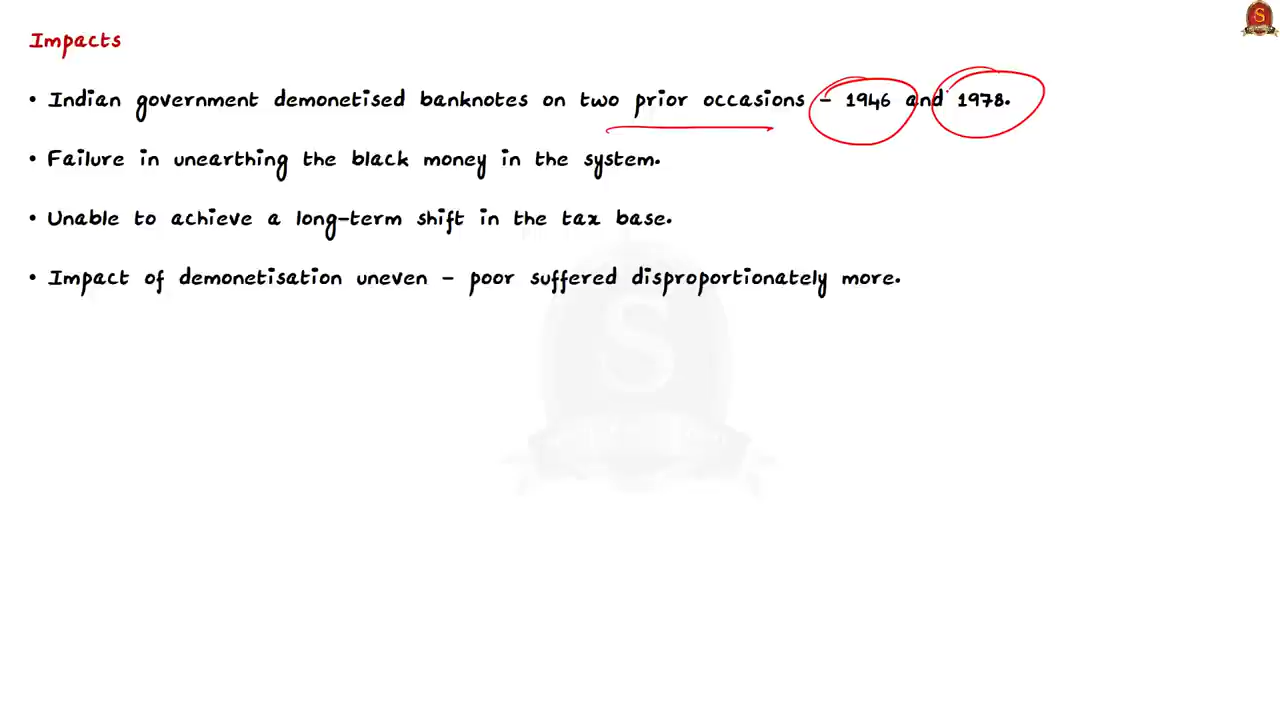 Impacts
• Indian government demonetised banknotes on two prior occasions – 1946 and 1978.
• Failure in unearthing the black money in the system.
• Unable to achieve a long-term shift in the tax base.
• Impact of demonetisation uneven – poor suffered disproportionately more.
S
S